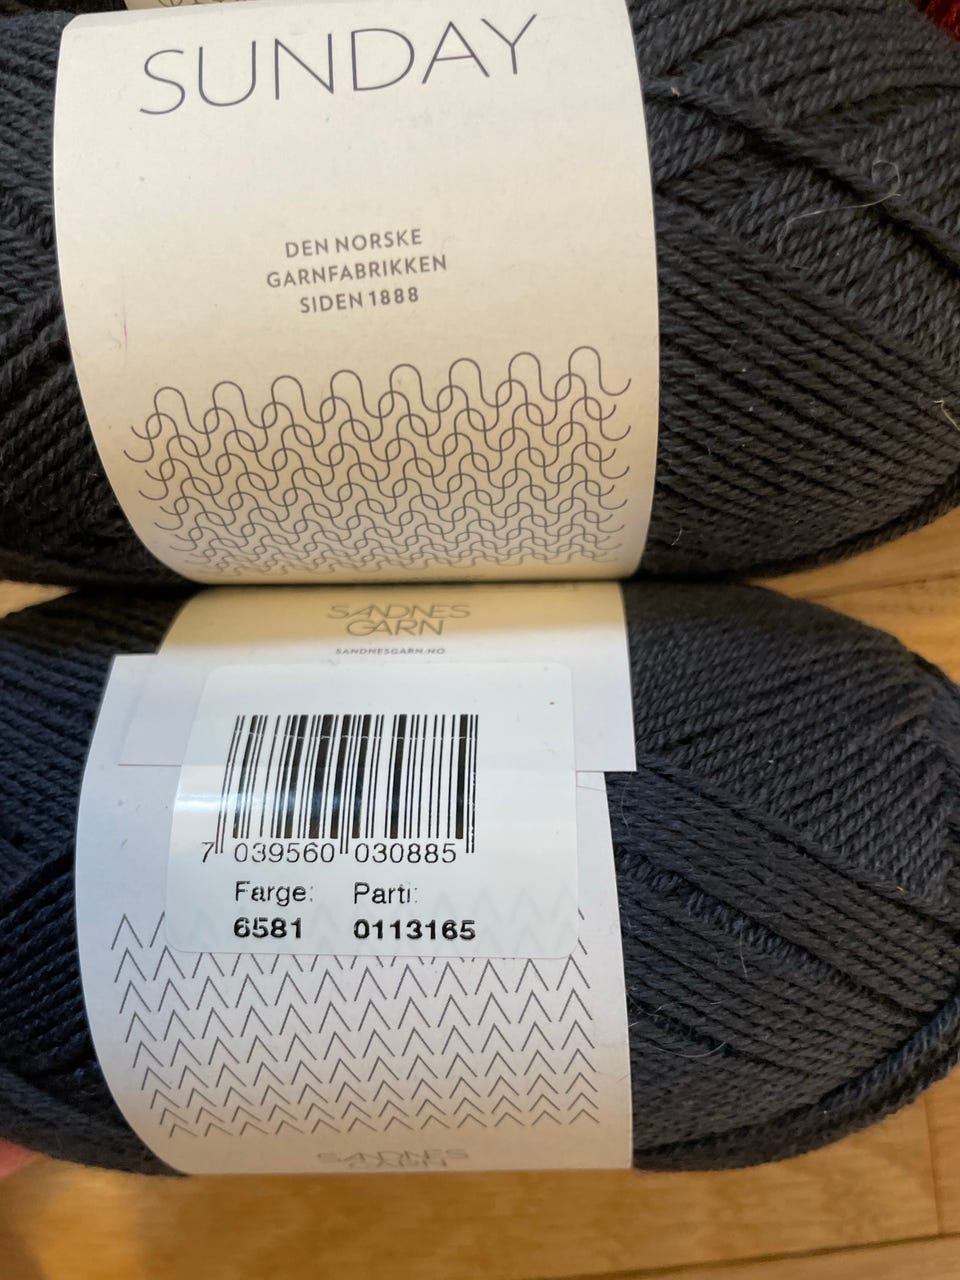 SUNDAY
DEN NORSKE
GARNFABRIKKEN
SIDEN 1888
SANDNES
GARN
SANDNESGARN.NO
7 039560 030885
Farge: Parti:
6581 0113165
SANDNES
GARN